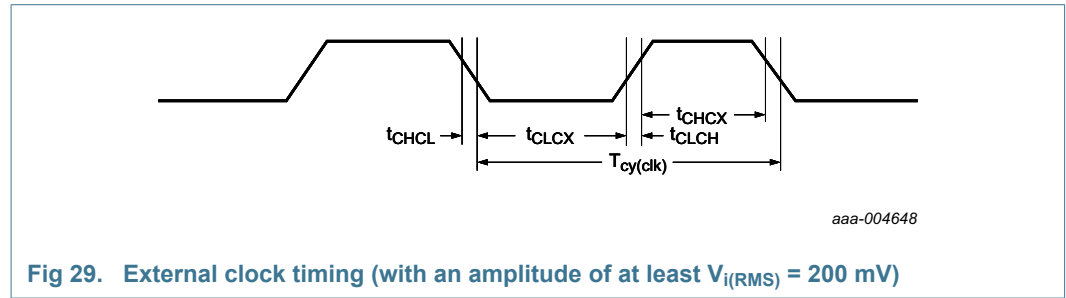 tCHCX
tCHCL tCLCX tCLCH
Tcy(clk)
aaa-004648
Fig 29. External clock timing (with an amplitude of at least Vi(RMS) = 200 mV)